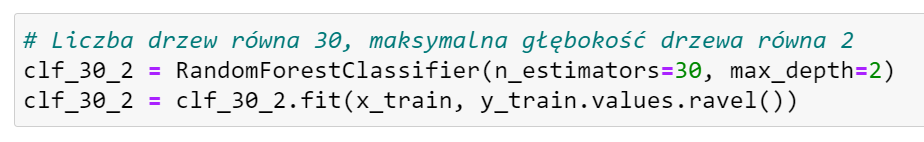 # Liczba drzew równa 30, maksymalna głębokość drzewa równa 2
clf_30_2 = RandomForestClassifier(n_estimators=30, max_depth=2)
clf_30_2 = clf_30_2.fit(x_train, y_train.values.ravel())